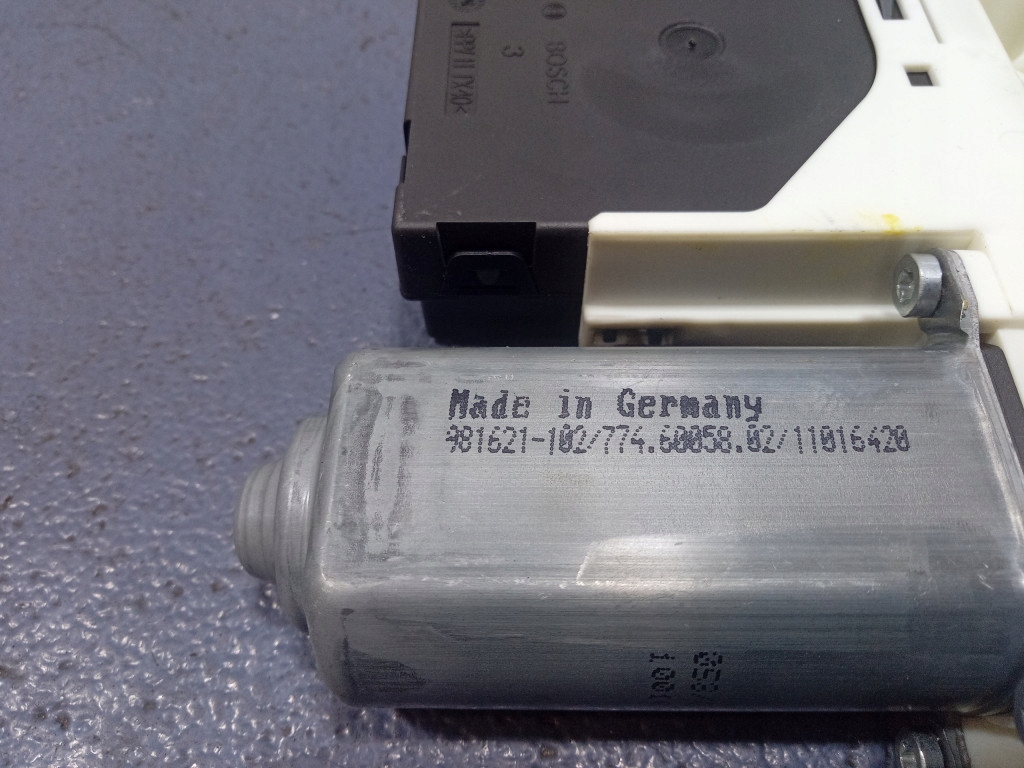 BOSCH
3
Made in Germany
981621-102/774.60058.02/11016420